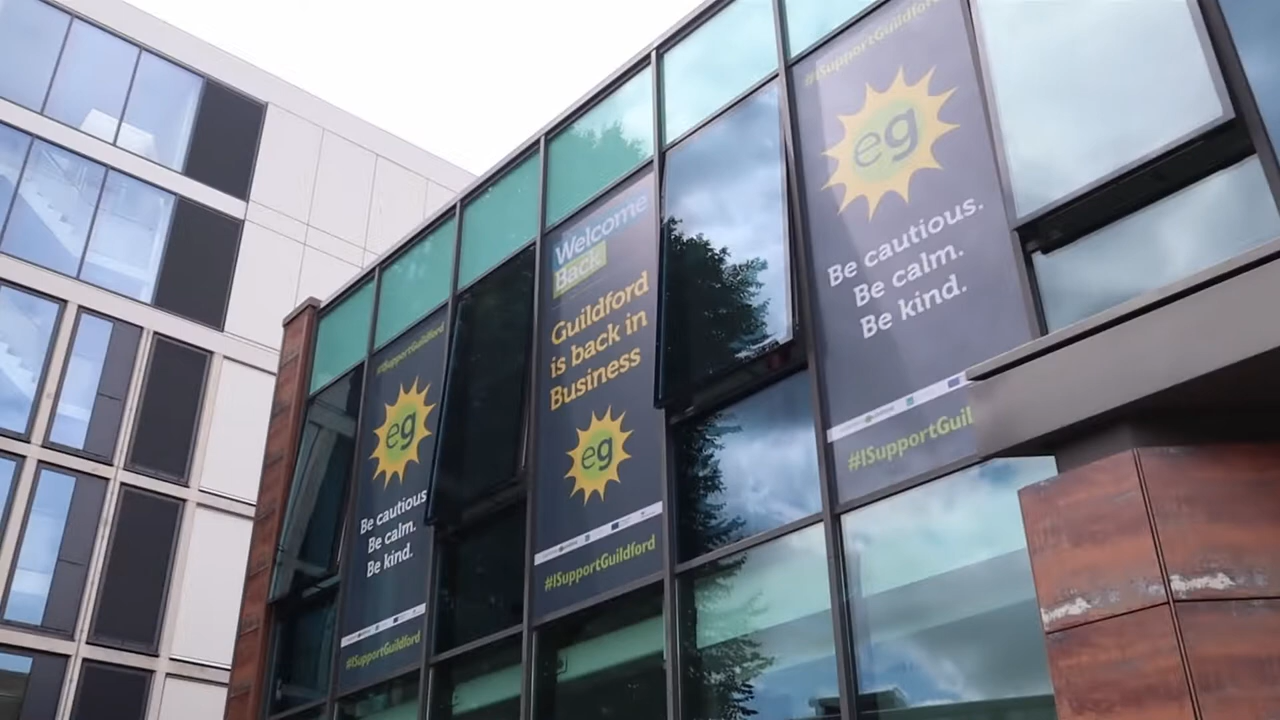 #ISupportGuildford
eg
Be cautious
Be calm.
Be kind.
#ISupportGuildford
Welcome
Back
Guildford
is back in
Business
eg
#ISupportGuildford
#ISupportGuildfor
eg
Be cautious.
Be calm.
Be kind.
#ISupportGuil